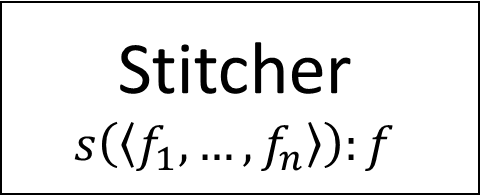 Stitcher
s(⟨f₁, … , fₙ⟩): f